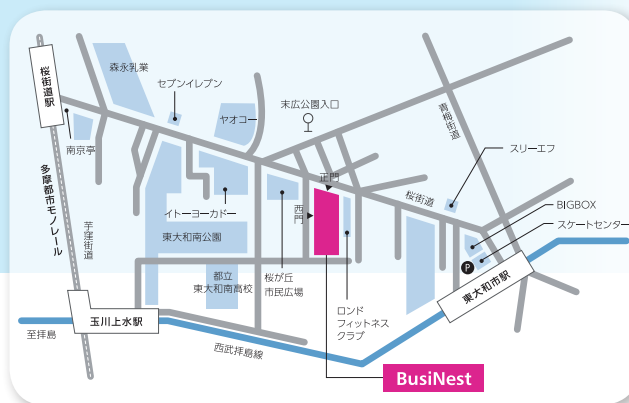 森永乳業
セブンイレブン
ヤオコー
末広公園入口
青梅街道
桜街道駅
南京亭
多摩都市モノレール
芋窪街道
イトーヨーカドー
東大和南公園
都立
東大和南高校
桜が丘
市民広場
西門
正門
桜街道
スリーエフ
BIGBOX
スケートセンター
P
東大和市駅
ロンド
フィットネス
クラブ
玉川上水駅
至拝島
西武拝島線
BusiNest